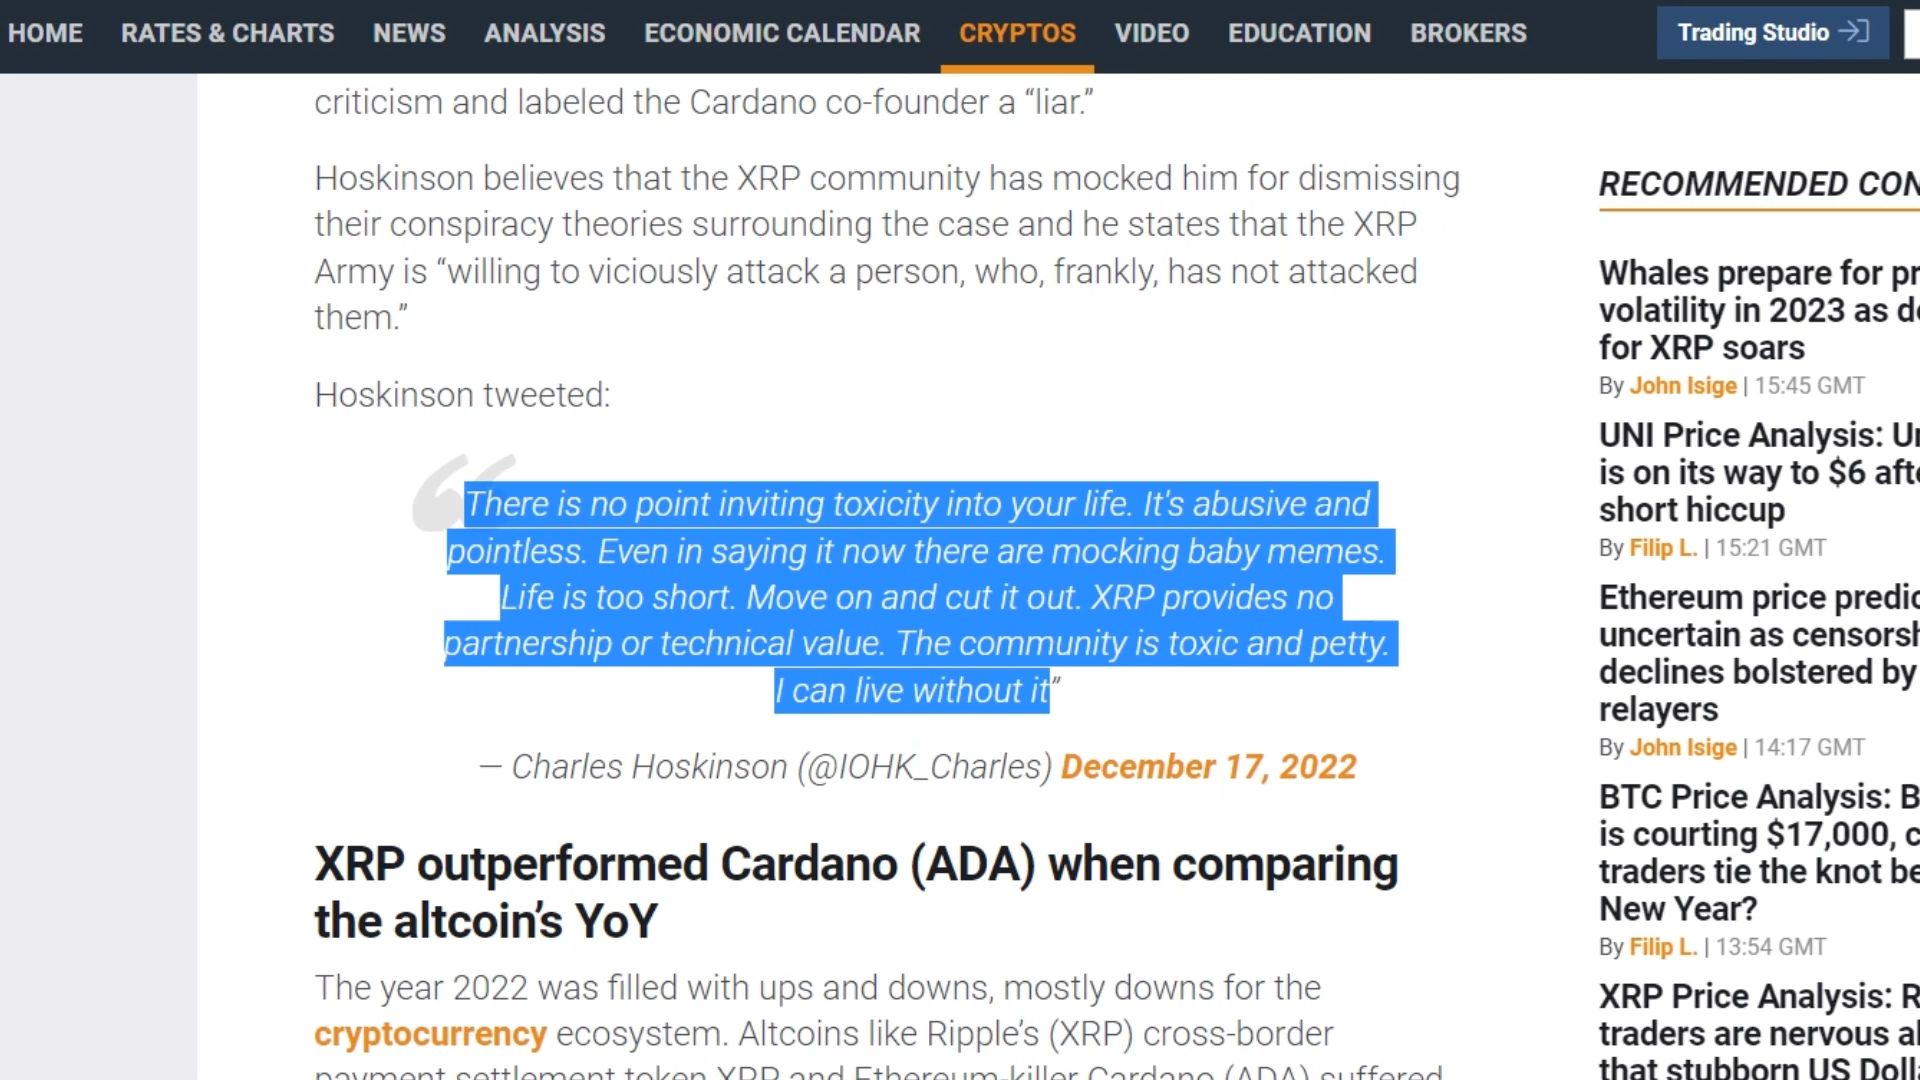 HOME RATES & CHARTS NEWS ANALYSIS ECONOMIC CALENDAR CRYPTOS VIDEO EDUCATION BROKERS Trading Studio
criticism and labeled the Cardano co-founder a “liar.”
Hoskinson believes that the XRP community has mocked him for dismissing
their conspiracy theories surrounding the case and he states that the XRP
Army is “willing to viciously attack a person, who, frankly, has not attacked
them.”
Hoskinson tweeted:
“There is no point inviting toxicity into your life. It's abusive and
pointless. Even in saying it now there are mocking baby memes.
Life is too short. Move on and cut it out. XRP provides no
partnership or technical value. The community is toxic and petty.
I can live without it”
— Charles Hoskinson (@IOHK_Charles) December 17, 2022
XRP outperformed Cardano (ADA) when comparing
the altcoin’s YoY
The year 2022 was filled with ups and downs, mostly downs for the
cryptocurrency ecosystem. Altcoins like Ripple’s (XRP) cross-border
payment settlement token XRP and Ethereum-killer Cardano (ADA) suffered
RECOMMENDED
Whales prepare for
volatility in 2023 as
for XRP soars
By John Isige | 15:45 GMT
UNI Price Analysis:
is on its way to $6
short hiccup
By Filip L. | 15:21 GMT
Ethereum price
uncertain as
declines bolstered by
relayers
By John Isige | 14:17 GMT
BTC Price Analysis:
is courting $17,000,
traders tie the knot
New Year?
By Filip L. | 13:54 GMT
XRP Price Analysis:
traders are nervous
that stubborn US